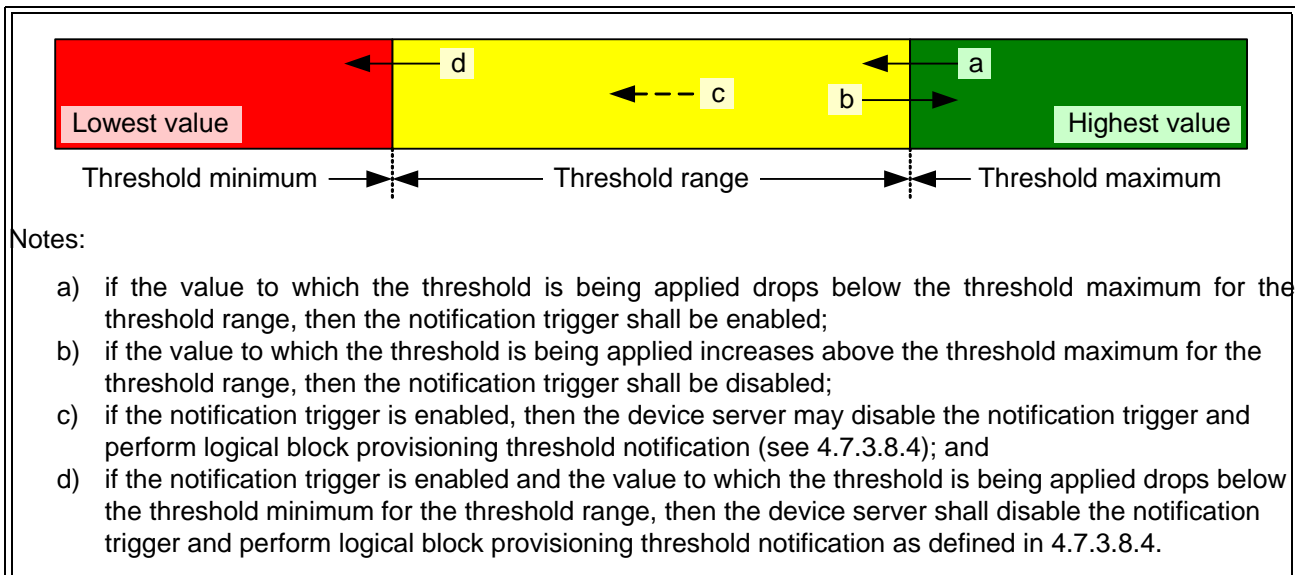 d
a
c
b
Lowest value
Highest value
Threshold minimum
Threshold range
Threshold maximum
Notes:
a) if the value to which the threshold is being applied drops below the threshold maximum for the
threshold range, then the notification trigger shall be enabled;
b) if the value to which the threshold is being applied increases above the threshold maximum for the
threshold range, then the notification trigger shall be disabled;
c) if the notification trigger is enabled, then the device server may disable the notification trigger and
perform logical block provisioning threshold notification (see 4.7.3.8.4); and
d) if the notification trigger is enabled and the value to which the threshold is being applied drops below
the threshold minimum for the threshold range, then the device server shall disable the notification
trigger and perform logical block provisioning threshold notification as defined in 4.7.3.8.4.